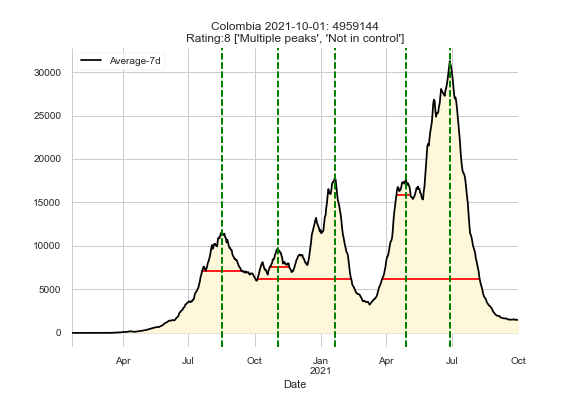 Colombia 2021-10-01: 4959144
Rating:8 ['Multiple peaks', 'Not in control']
Average-7d
30000
25000
20000
15000
10000
5000
0
Apr Jul Oct Jan Apr Jul Oct
2021
Date